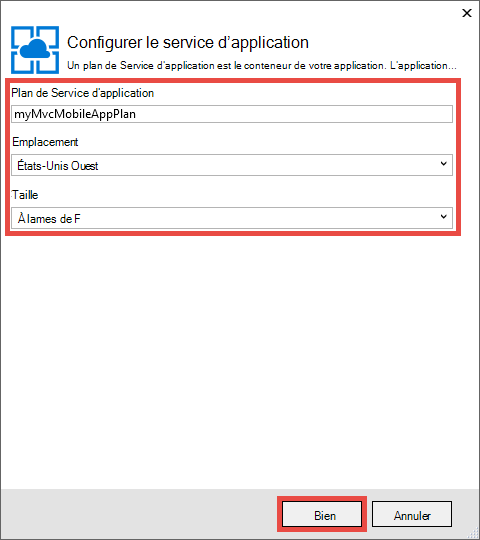 Configurer le service d'application
Un plan de Service d'application est le conteneur de votre application. L'application...
Plan de Service d'application
myMvcMobileAppPlan
Emplacement
États-Unis Ouest
Taille
À lames de F
Bien
Annuler